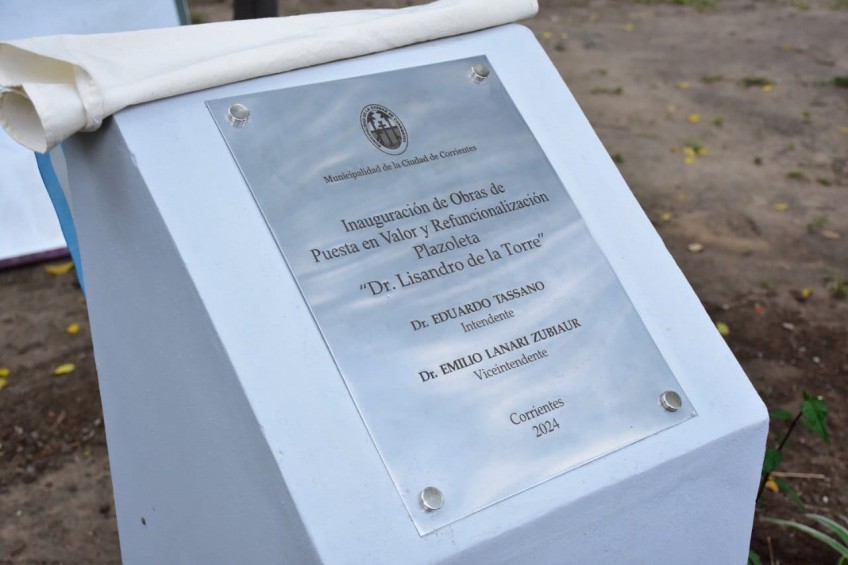 Municipalidad de la Ciudad de Corrientes
Inauguración de Obras de
Puesta en Valor y Refuncionalización
Plazoleta
“Dr. Lisandro de la Torre”
Dr. EDUARDO TASSANO
Intendente
Dr. EMILIO LANARI ZUBIAUR
Viceintendente
Corrientes
2024